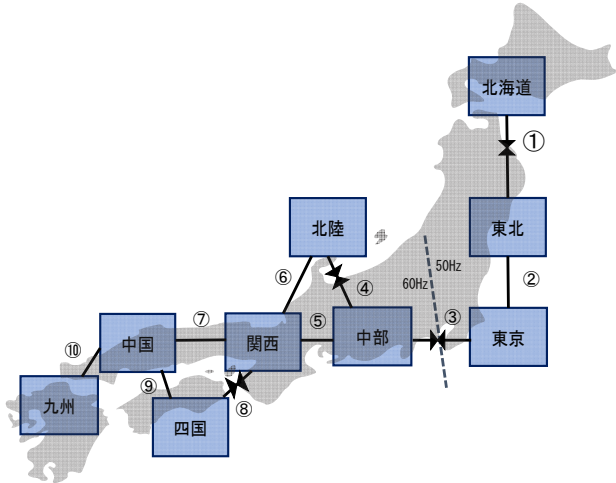 北海道
①
北陸
東北
50Hz
60Hz
⑥
④
②
⑦
⑤
③
中国
関西
中部
東京
⑩
⑨
⑧
九州
四国